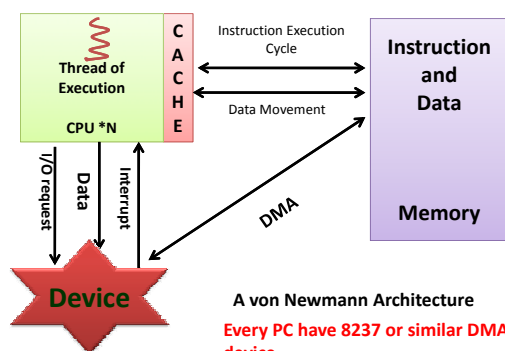 Thread of
Execution
CPU *N
C
A
C
H
E
Instruction Execution
Cycle
Data Movement
Instruction
and
Data
Memory
I/O request
Data
Interrupt
DMA
Device
A von Newmann Architecture
Every PC have 8237 or similar DMA
device